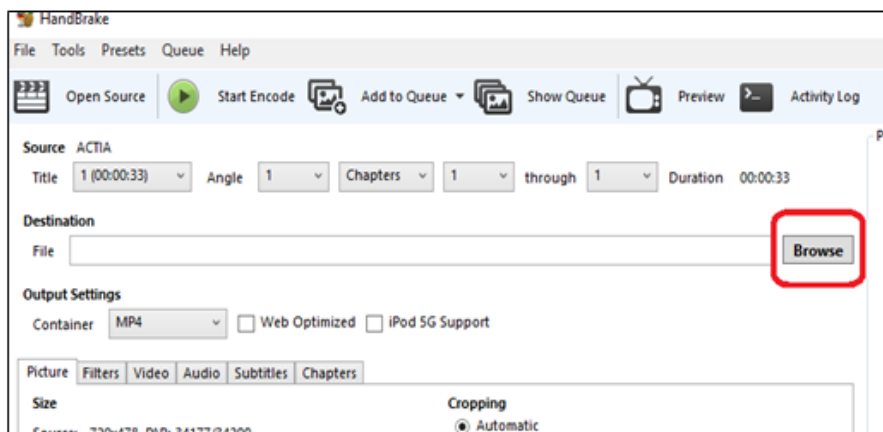 HandBrake
File Tools Presets Queue Help
Open Source Start Encode Add to Queue Show Queue Preview Activity Log
P
Source ACTIA
Title 1 (00:00:33) Angle 1 Chapters 1 through 1 Duration 00:00:33
Destination
File Browse
Output Settings
Container MP4 Web Optimized iPod 5G Support
Picture Filters Video Audio Subtitles Chapters
Size Cropping
Automatic